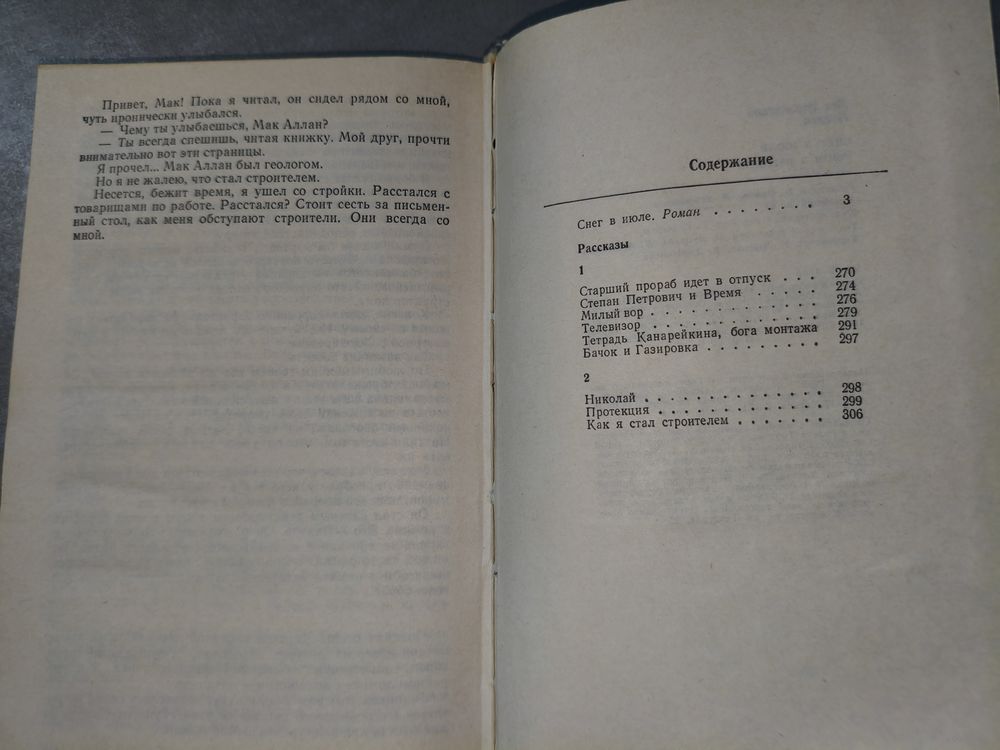 Привет, Мак! Пока я читал, он сидел рядом со мной,
чуть иронически улыбался.
— Чему ты улыбаешься, Мак Аллан?
— Ты всегда спешишь, читая книжку. Мой друг, прочти
внимательно вот эти страницы.
Я прочел... Мак Аллан был геологом.
Но я не жалею, что стал строителем.
Несется, бежит время, я ушел со стройки. Расстался с
товарищами по работе. Расстался? Стоит сесть за письмен-
ный стол, как меня обступают строители. Они всегда со
мной.
Содержание
Снег в июле. Роман . . . . . . . . 3
Рассказы
1
Старший прораб идет в отпуск . . . 270
Степан Петрович и Время . . . . . 274
Милый вор . . . . . . . . . . . . 276
Телевизор . . . . . . . . . . . . 279
Тетрадь Канарейкина, бога монтажа 291
Бачок и Газировка . . . . . . . . 297
2
Николай . . . . . . . . . . . . . 298
Протекция . . . . . . . . . . . . 299
Как я стал строителем . . . . . . . 306